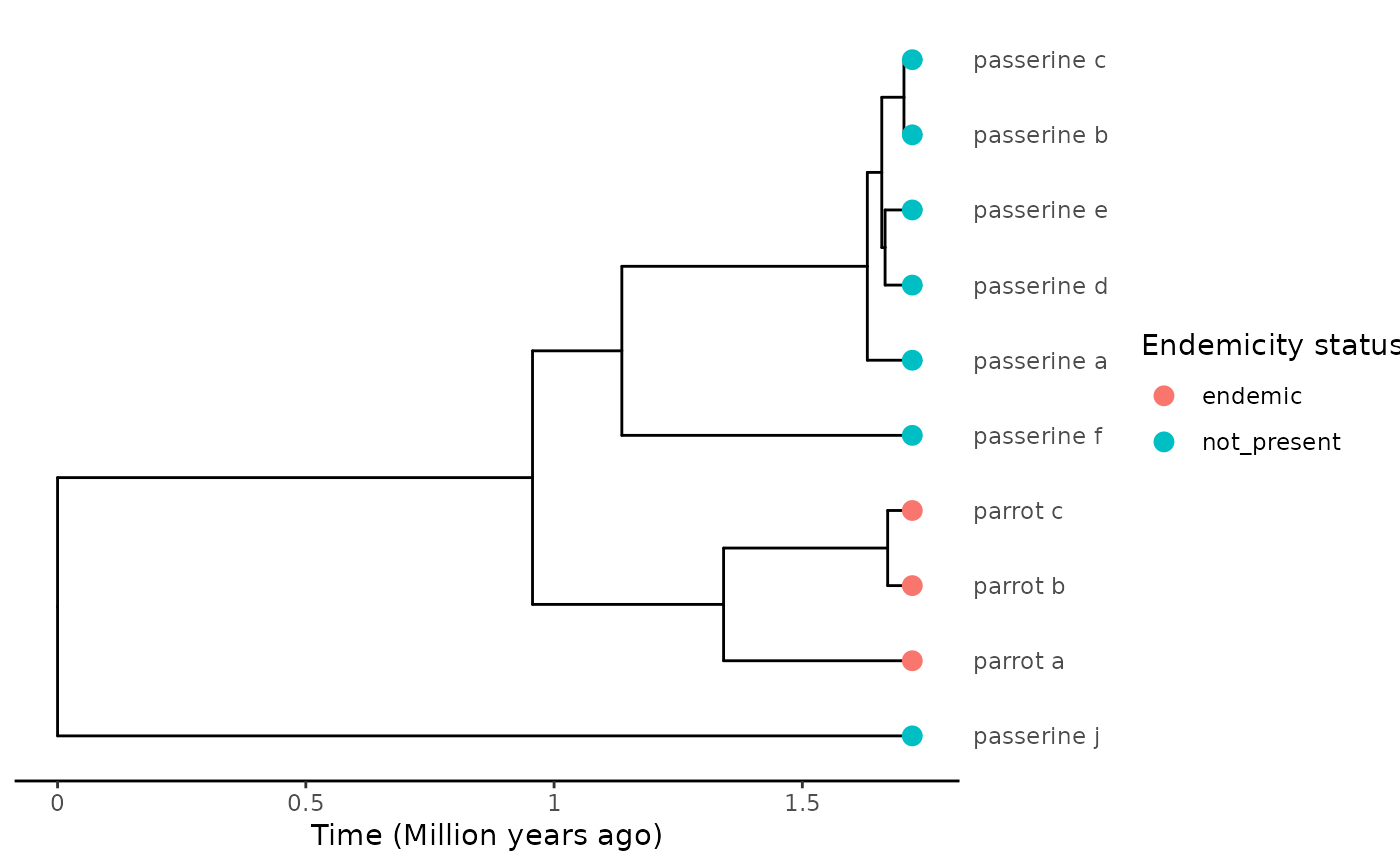 passerine c
passerine b
passerine e
passerine d
passerine a
passerine f
parrot c
parrot b
parrot a
passerine j
Endemicity status
endemic
not_present
0 0.5 1 1.5
Time (Million years ago)